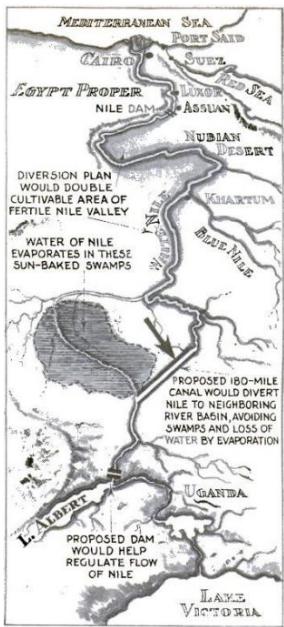 MEDITERRANEAN SEA
PORT SAID
CAIRO
SUEZ
RED SEA
EGYPT PROPER
LUXOR
NILE DAM
ASSUAN
NUBIAN
DESERT
DIVERSION PLAN
WOULD DOUBLE
CULTIVABLE AREA OF
FERTILE NILE VALLEY
KHARTUM
WHITE NILE
BLUE NILE
WATER OF NILE
EVAPORATES IN THESE
SUN-BAKED SWAMPS
PROPOSED 180-MILE
CANAL WOULD DIVERT
NILE TO NEIGHBORING
RIVER BASIN, AVOIDING
SWAMPS AND LOSS OF
WATER BY EVAPORATION
UGANDA
L. ALBERT
PROPOSED DAM
WOULD HELP
REGULATE FLOW
OF NILE
LAKE
VICTORIA